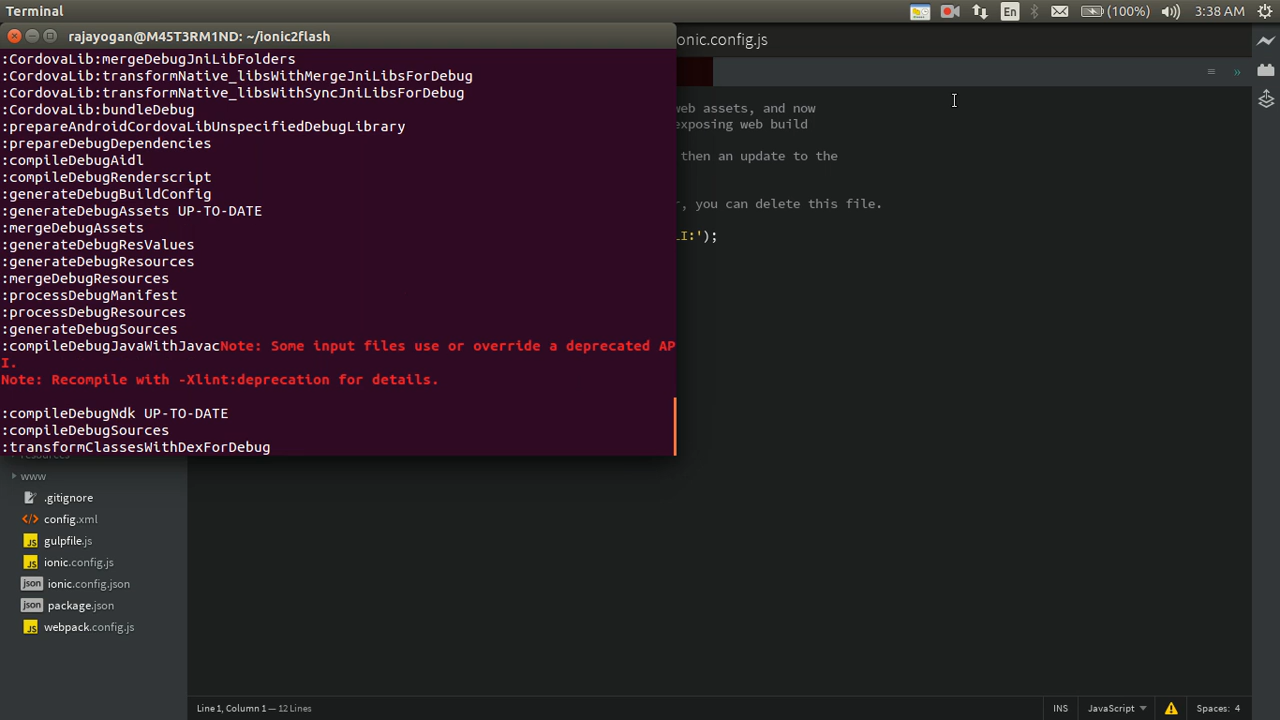 Terminal
En
(100%)
3:38 AM
rajayogan@M45T3RM1ND: ~/ionic2flash
onic.config.js
:CordovaLib:mergeDebugJniLibFolders
:CordovaLib:transformNative_libsWithMergeJniLibsForDebug
:CordovaLib:transformNative_libsWithSyncJniLibsForDebug
:CordovaLib:bundleDebug
:prepareAndroidCordovaLibUnspecifiedDebugLibrary
:prepareDebugDependencies
:compileDebugAidl
:compileDebugRenderscript
:generateDebugBuildConfig
:generateDebugAssets UP-TO-DATE
:mergeDebugAssets
:generateDebugResValues
:generateDebugResources
:mergeDebugResources
:processDebugManifest
:processDebugResources
:generateDebugSources
:compileDebugJavaWithJavacNote: Some input files use or override a deprecated AP
I.
Note: Recompile with -Xlint:deprecation for details.
:compileDebugNdk UP-TO-DATE
:compileDebugSources
:transformClassesWithDexForDebug
web assets, and now
exposing web build
then an update to the
r, you can delete this file.
LI:');
www
.gitignore
config.xml
gulpfile.js
ionic.config.js
ionic.config.json
package.json
webpack.config.js
Line 1, Column 1 — 12 Lines
INS
JavaScript
Spaces: 4